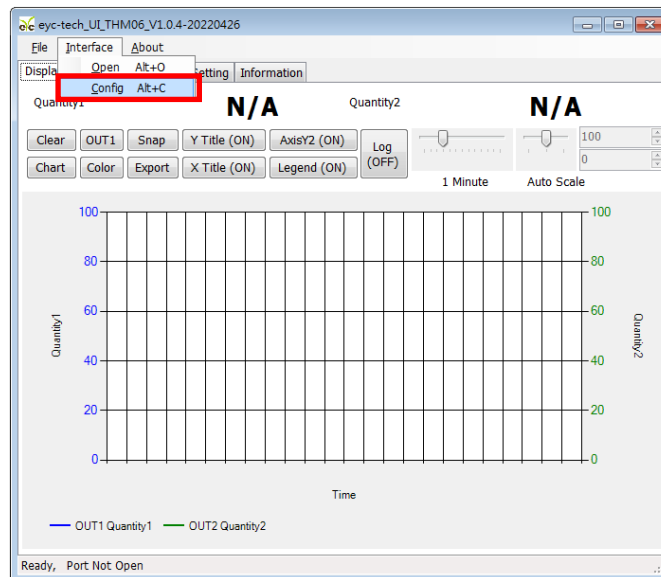 eyc-tech_UI_THM06_V1.0.4-20220426
File Interface About
Open Alt+O
Config Alt+C
Information
Quantity1 N/A Quantity2 N/A
Clear OUT1 Snap Y Title (ON) AxisY2 (ON) Log (OFF) 100
Chart Color Export X Title (ON) Legend (ON) 0
1 Minute Auto Scale
100 100
80 80
60 60
Quantity1 Quantity2
40 40
20 20
0 0
Time
OUT1 Quantity1 OUT2 Quantity2
Ready, Port Not Open